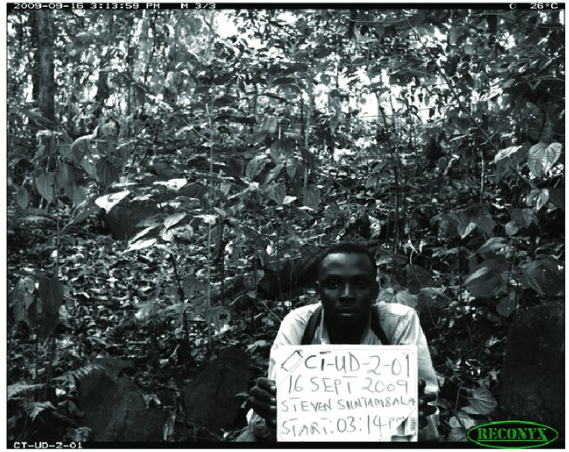 2009-09-16 3:13:59 PM M 3/3 26°C
CT-UD-2-01
16 SEPT 2009
STEVEN SUNTAMBALA
START: 03:14 PM
CT-UD-2-01
RECONYX